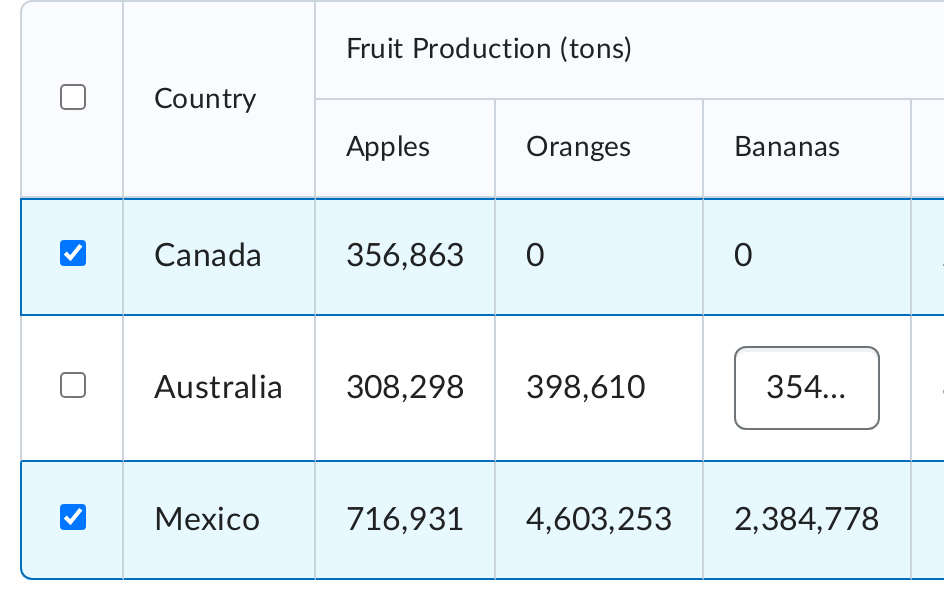 Fruit Production (tons)
Country
Apples Oranges Bananas
Canada 356,863 0 0
Australia 308,298 398,610 354...
Mexico 716,931 4,603,253 2,384,778